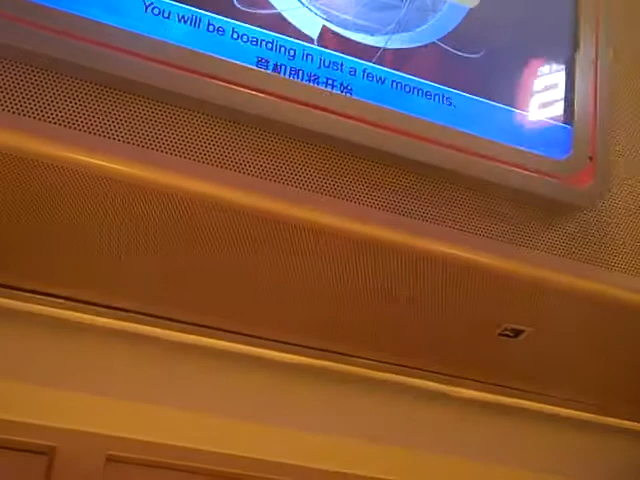 You will be boarding in just a few moments.
登机即将开始